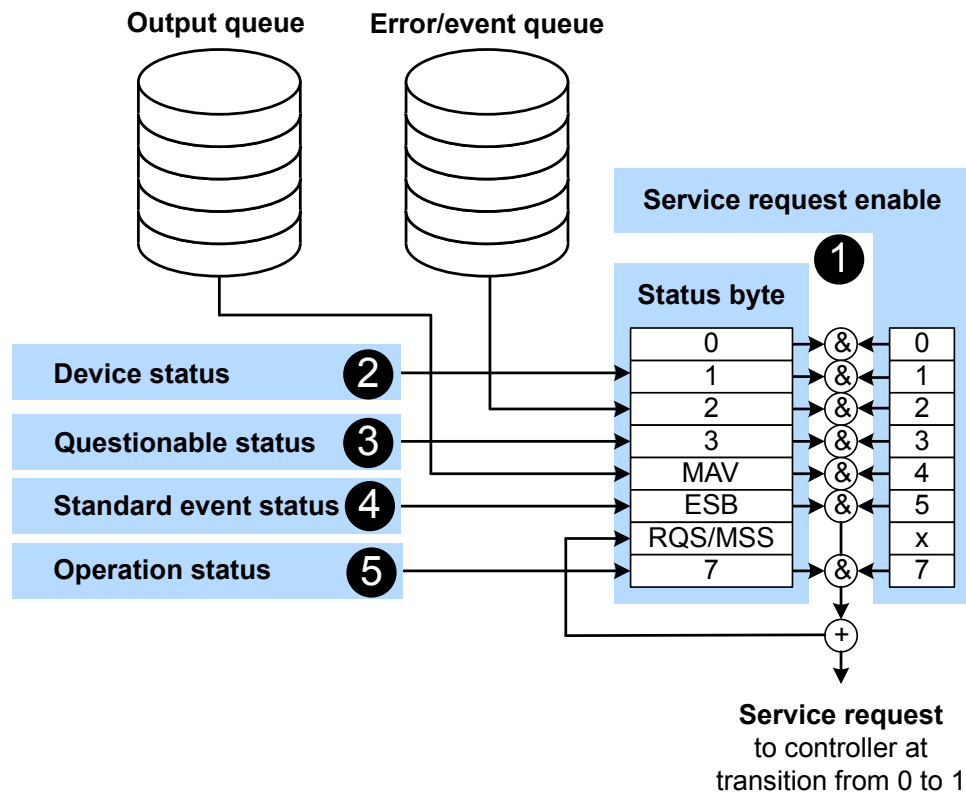 Output queue
Error/event queue
Service request enable
1
Status byte
0 & 0
Device status 2 1 & 1
2 & 2
Questionable status 3 3 & 3
MAV & 4
Standard event status 4 ESB & 5
RQS/MSS x
Operation status 5 7 & 7
+
Service request
to controller at
transition from 0 to 1